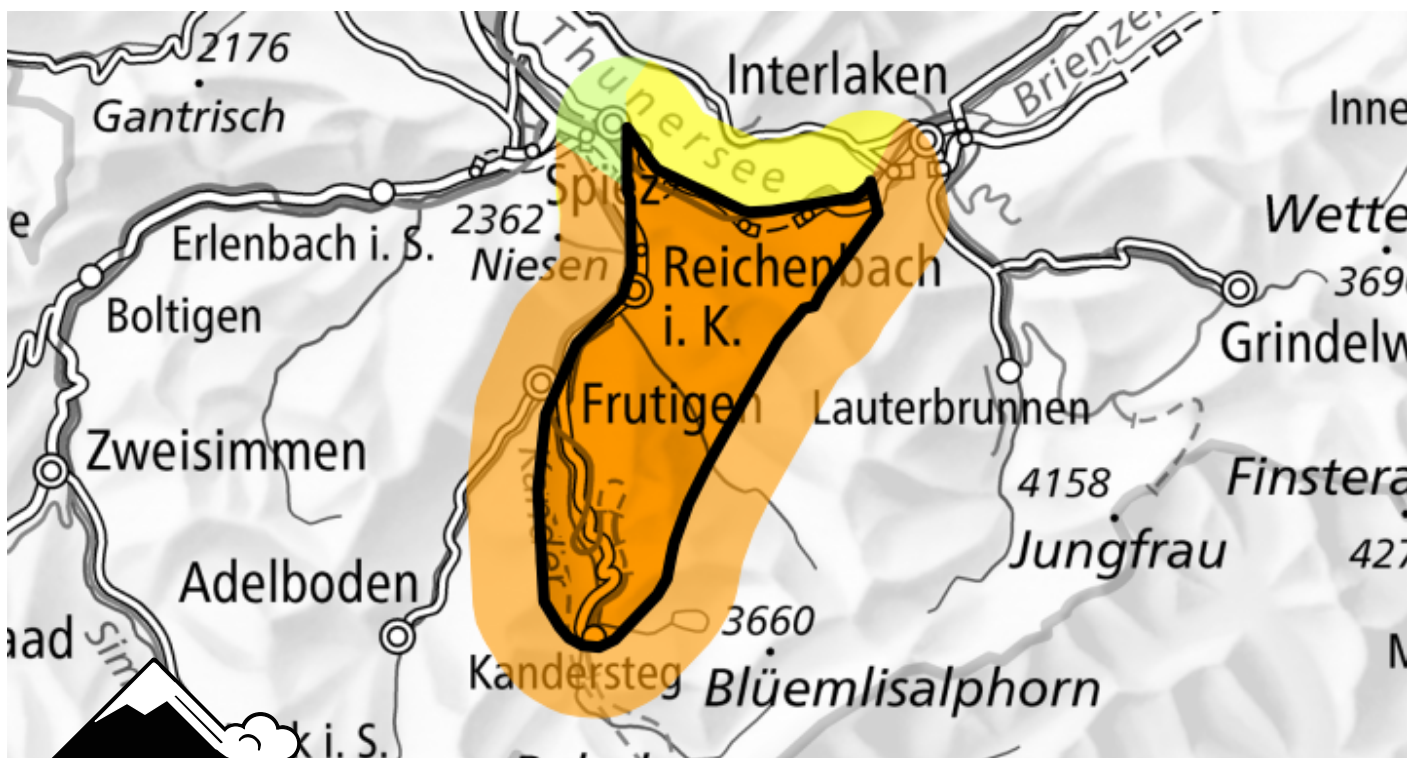 2176
Gantrisch
Thunersee
Interlaken
Brienzer
Inne
e
Erlenbach i. S.
Spiez
2362
Niesen
Reichenbach
i. K.
Wette
3690
Boltigen
Grindelw
Frutigen
Lauterbrunnen
Zweisimmen
Kander
4158
Jungfrau
Finstera
427
Adelboden
aad
Sim
3660
Blüemlisalphorn
Kandersteg
k i. S.